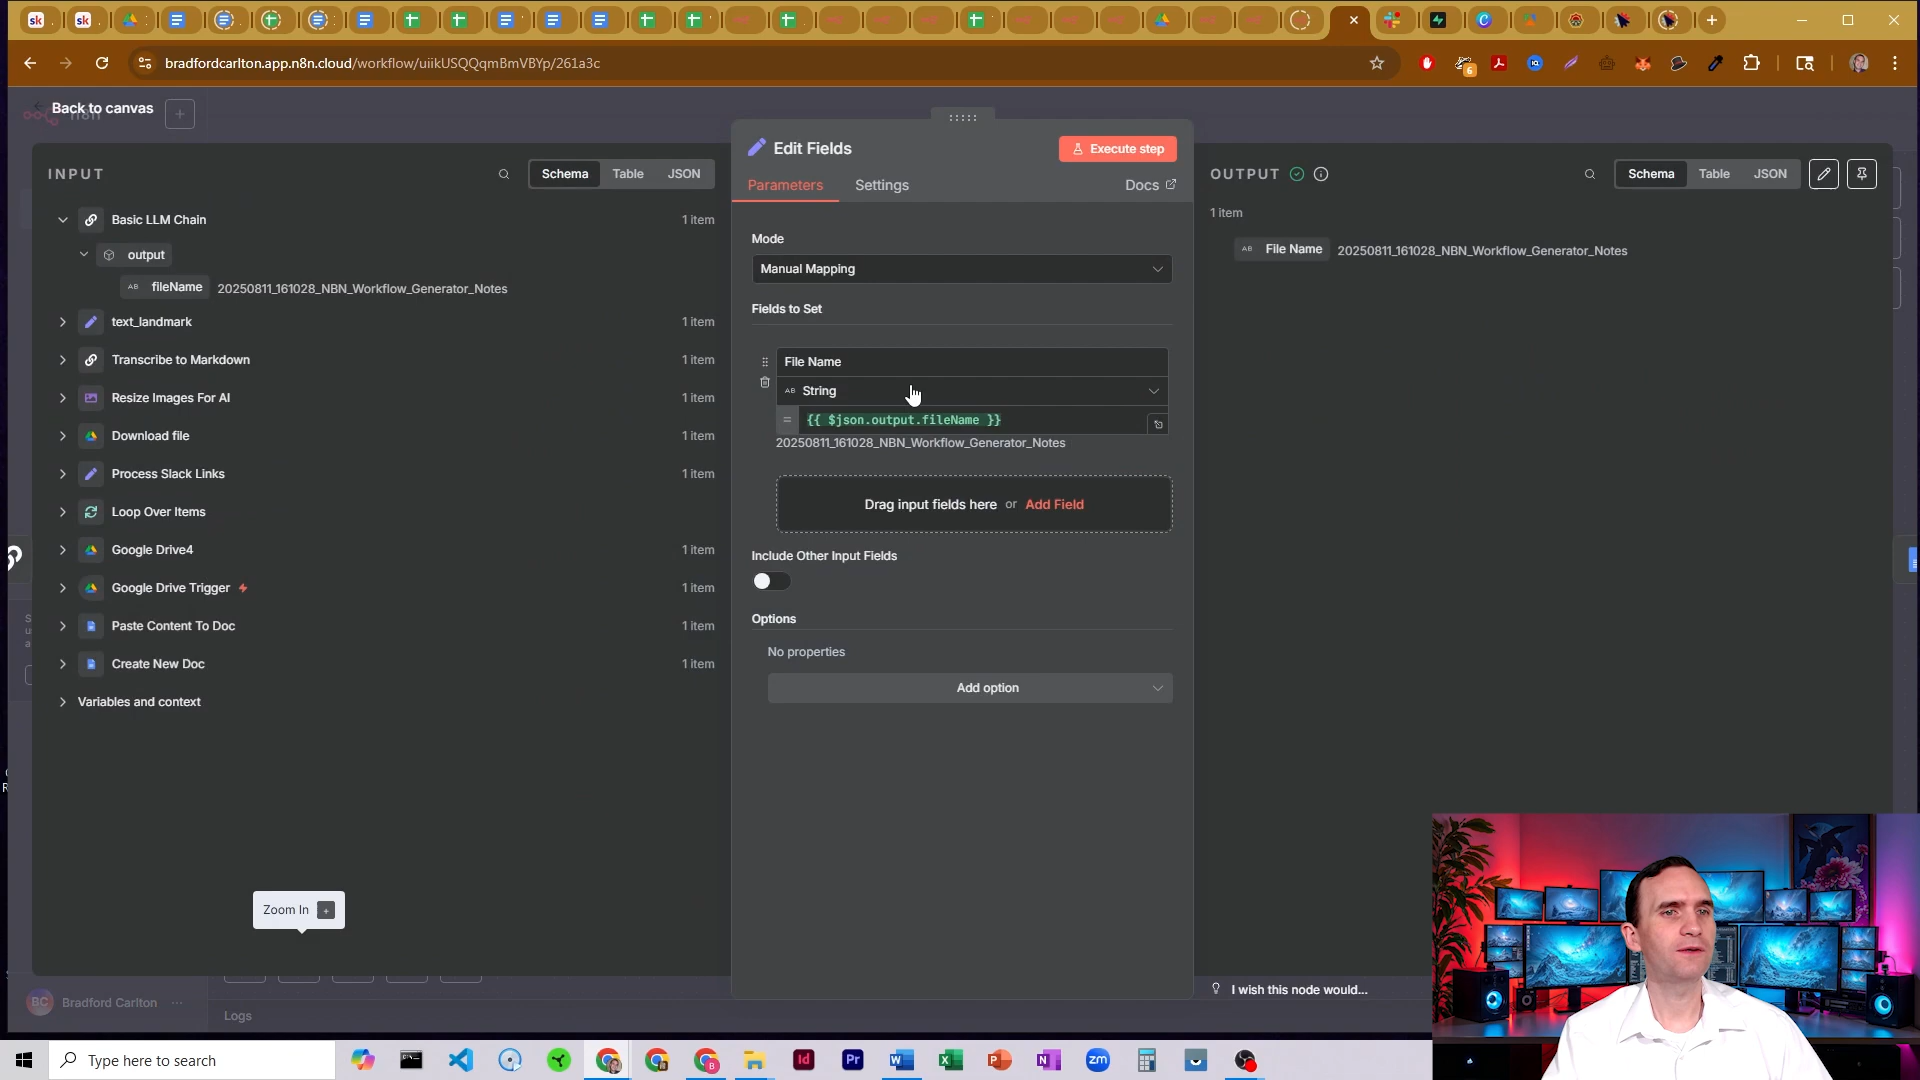 bradfordcarlton.app.n8n.cloud/workflow/uiikUSQQqmBmVBYp/261a3c
6
Back to canvas
INPUT
Schema
Table
JSON
Basic LLM Chain
1 item
output
AB
fileName
20250811_161028_NBN_Workflow_Generator_Notes
text_landmark
1 item
Transcribe to Markdown
1 item
Resize Images For AI
1 item
Download file
1 item
Process Slack Links
1 item
Loop Over Items
Google Drive4
1 item
Google Drive Trigger
1 item
Paste Content To Doc
1 item
Create New Doc
1 item
Variables and context
Zoom In +
Edit Fields
Execute step
Parameters
Settings
Docs
Mode
Manual Mapping
Fields to Set
File Name
AB String
= {{ $json.output.fileName }}
20250811_161028_NBN_Workflow_Generator_Notes
Drag input fields here or Add Field
Include Other Input Fields
Options
No properties
Add option
OUTPUT
Schema
Table
JSON
1 item
AB
File Name
20250811_161028_NBN_Workflow_Generator_Notes
I wish this node would...
BC Bradford Carlton
Logs
Type here to search